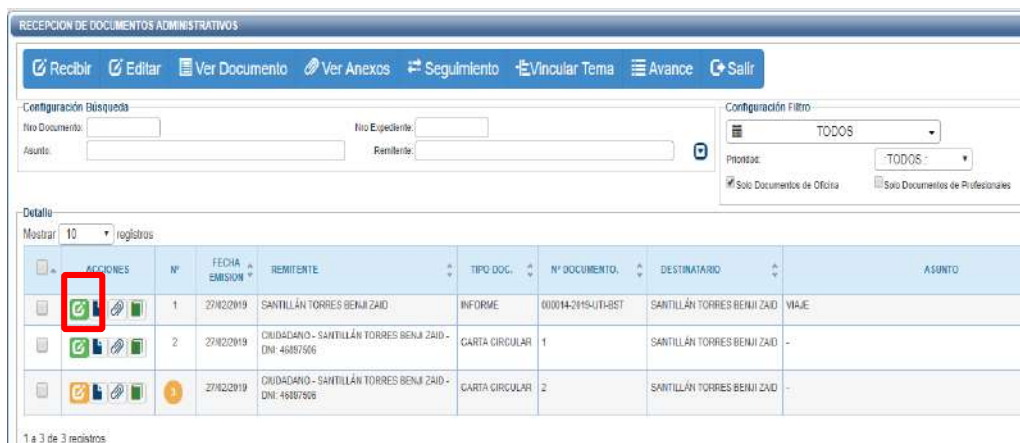 RECEPCION DE DOCUMENTOS ADMINISTRATIVOS
Recibir Editar Ver Documento Ver Anexos Seguimiento Vincular Tema Avance Salir
Configuración Búsqueda
Configuración Filtro
Nro Documento: Nro Expediente: TODOS
Asunto: Remitente: Prioridad: .:TODOS :.
Solo Documentos de Oficina Solo Documentos de Profesionales
Detalle
Mostrar 10 registros
ACCIONES Nº FECHA EMISION REMITENTE TIPO DOC. Nº DOCUMENTO. DESTINATARIO ASUNTO
1 27/02/2019 SANTILLÁN TORRES BENJI ZAID INFORME 000014-2019-UTI-BST SANTILLÁN TORRES BENJI ZAID VIAJE
2 27/02/2019 CIUDADANO - SANTILLÁN TORRES BENJI ZAID - CARTA CIRCULAR 1 SANTILLÁN TORRES BENJI ZAID -
DNI: 46897506
3 27/02/2019 CIUDADANO - SANTILLÁN TORRES BENJI ZAID - CARTA CIRCULAR 2 SANTILLÁN TORRES BENJI ZAID -
DNI: 46897506
1 a 3 de 3 registros